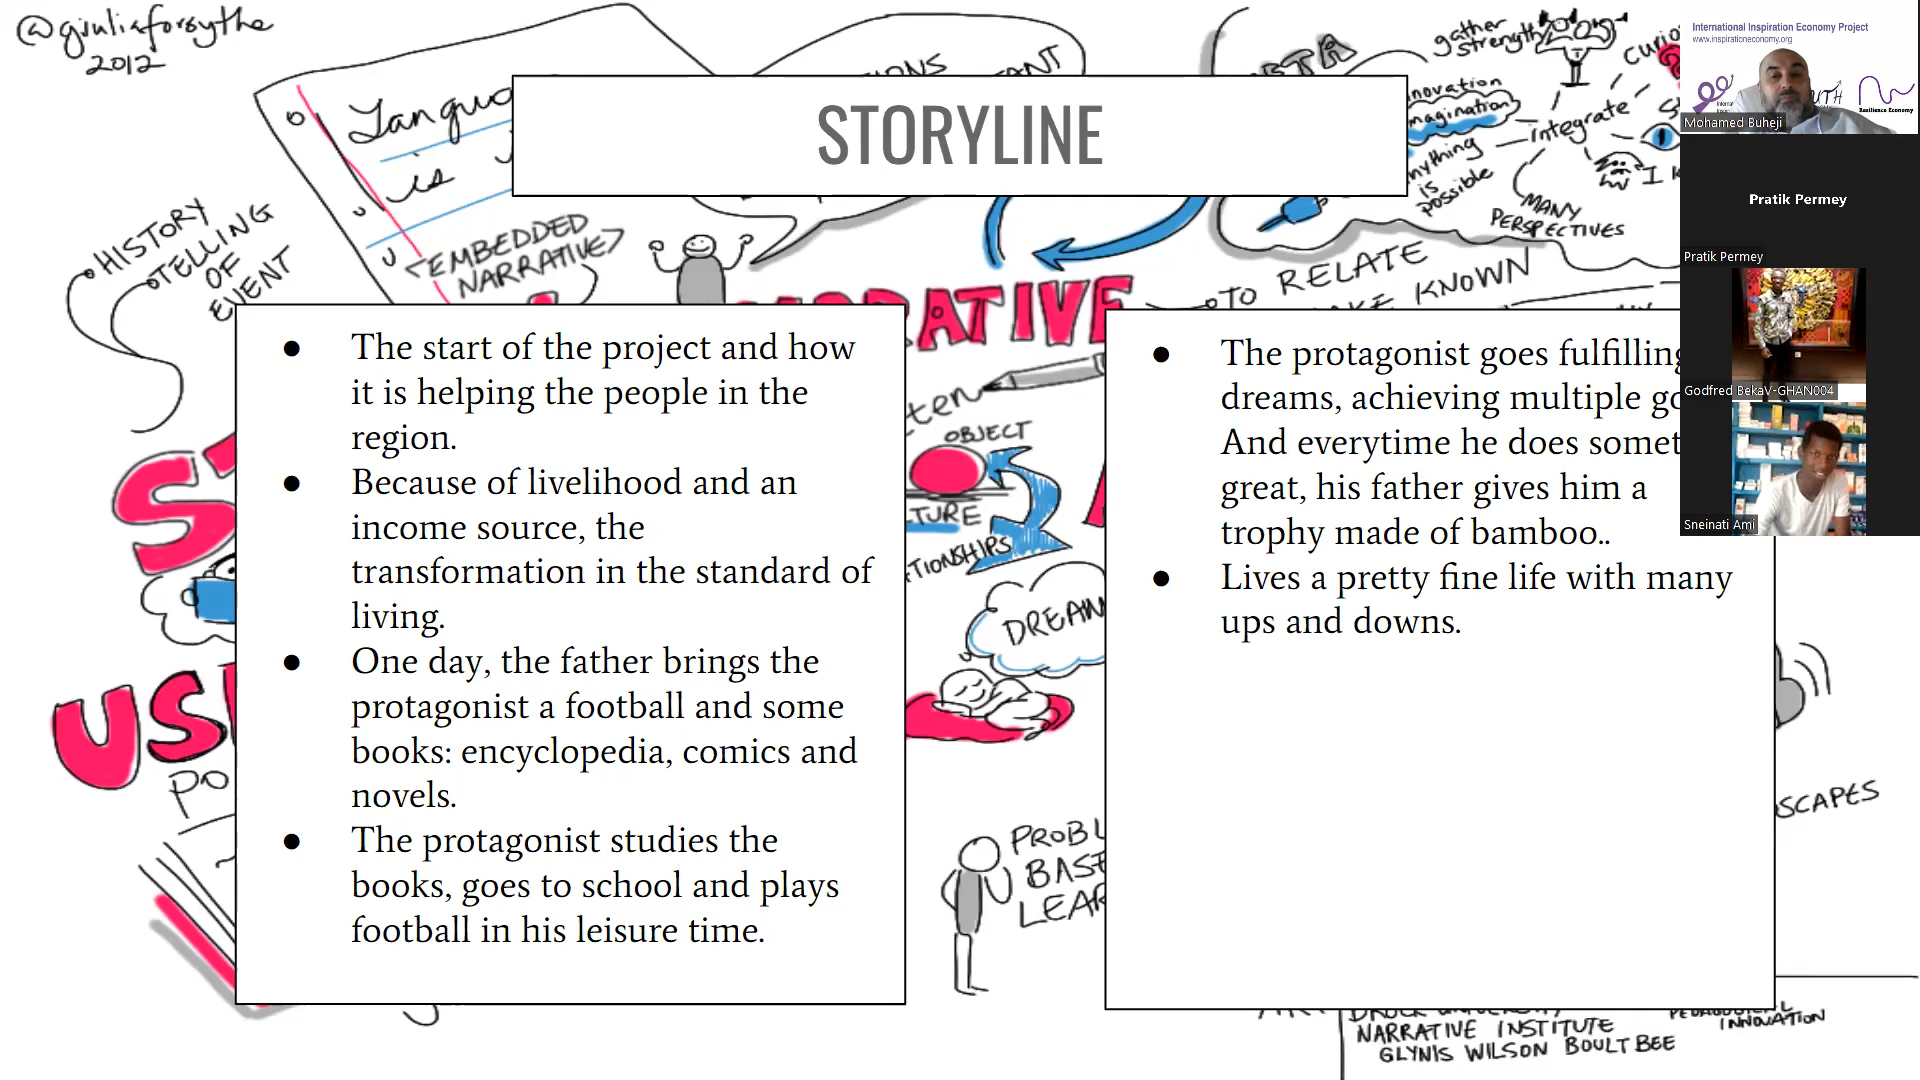 @giuliaforsythe
2012
Langu
is
HISTORY
TELLING
OF
EVENT
<EMBEDDED
NARRATIVE>
STORYLINE
gather
strength
imagination
anything
is
possible
integrate
MANY
PERSPECTIVES
TO RELATE
KNOWN
The start of the project and how
it is helping the people in the
region.
Because of livelihood and an
income source, the
transformation in the standard of
living.
One day, the father brings the
protagonist a football and some
books: encyclopedia, comics and
novels.
The protagonist studies the
books, goes to school and plays
football in his leisure time.
OBJECT
DREAM
PROBL
BASE
LEAR
The protagonist goes fulfilling
dreams, achieving multiple go
And everytime he does somet
great, his father gives him a
trophy made of bamboo..
Lives a pretty fine life with many
ups and downs.
SCAPES
INNOVATION
NARRATIVE INSTITUTE
GLYNIS WILSON BOULTBEE
International Inspiration Economy Project
www.inspirationeconomy.org
Resilience Economy
Mohamed Buheji
Pratik Permey
Pratik Permey
Godfred BekaV-GHAN004
Sneinati Ami